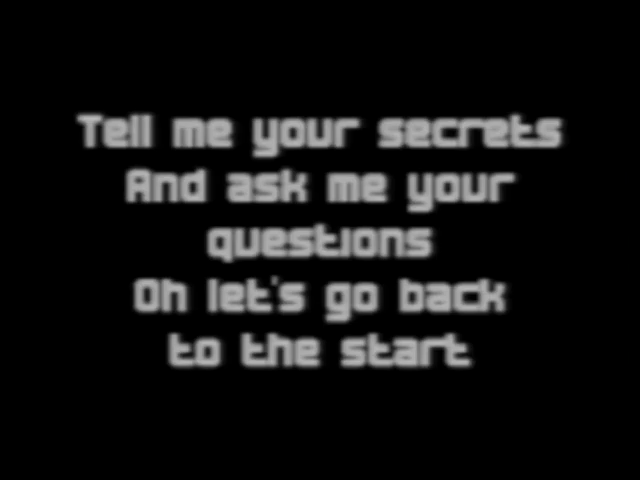 Tell me your secrets
And ask me your
questions
Oh let's go back
to the start